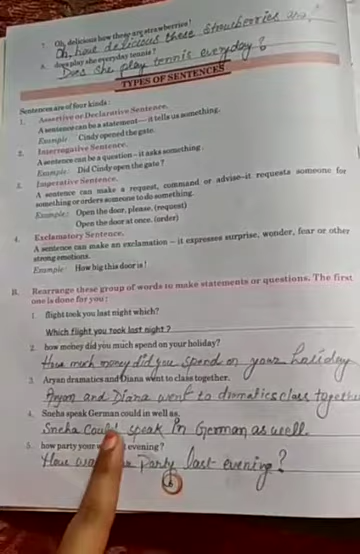 7. Oh, delicious how these are strawberries!
Oh, how delicious these strawberries are!
8. does play she everyday tennis?
Does she play tennis everyday?
TYPES OF SENTENCES
Sentences are of four kinds:
1. Assertive or Declarative Sentence.
A sentence can be a statement--- it tells us something.
Example: Cindy opened the gate.
2. Interrogative Sentence.
A sentence can be a question – it asks something.
Example: Did Cindy open the gate?
3. Imperative Sentence.
A sentence can make a request, command or advise–it requests someone for
something or orders someone to do something.
Example: Open the door, please. (request)
Open the door at once. (order)
4. Exclamatory Sentence.
A sentence can make an exclamation – it expresses surprise, wonder, fear or other
strong emotions.
Example: How big this door is!
B. Rearrange these group of words to make statements or questions. The first
one is done for you:
1. flight took you last night which?
Which flight you took last night?
2. how money did you much spend on your holiday?
How much money did you spend on your holiday
3. Aryan dramatics and Diana went to class together.
Aryan and Diana went to dramatics class together
4. Sneha speak German could in well as.
Sneha could speak in German as well.
5. how party your evening?
How was Party last evening?
6